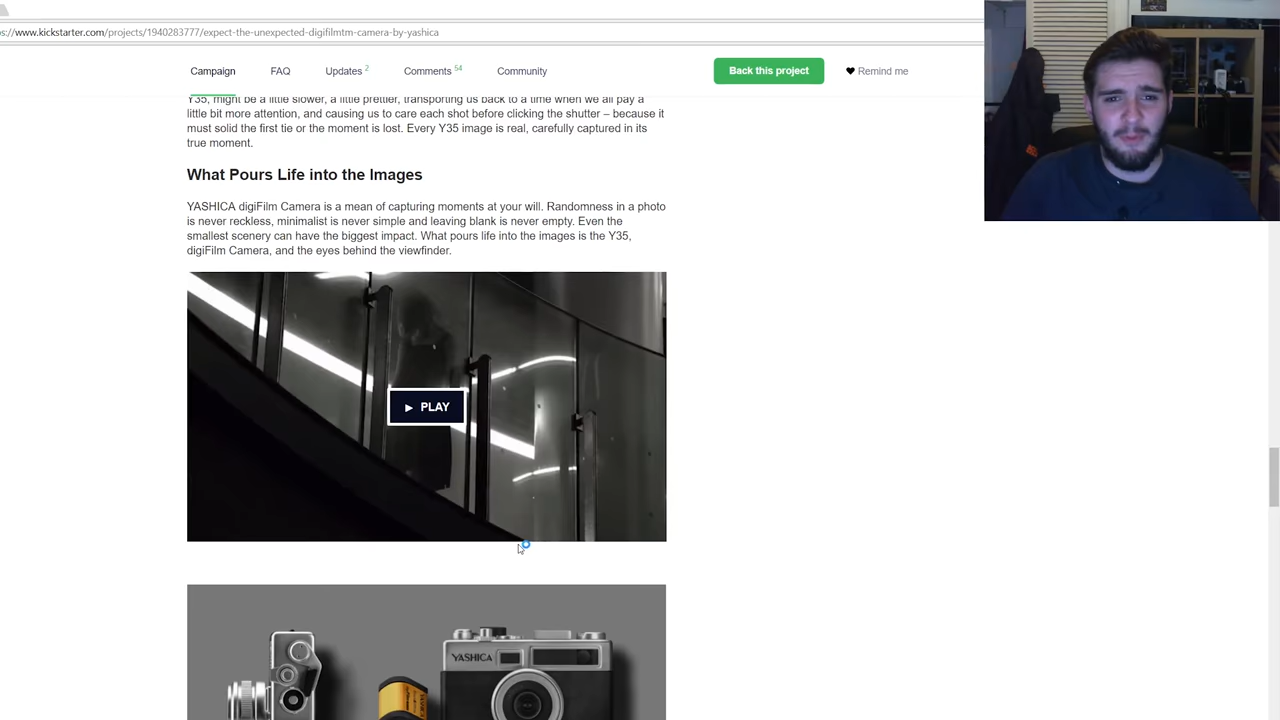 s://www.kickstarter.com/projects/1940283777/expect-the-unexpected-digifilmtm-camera-by-yashica
Campaign FAQ Updates 2 Comments 54 Community Back this project Remind me
Y35, might be a little slower, a little prettier, transporting us back to a time when we all pay a
little bit more attention, and causing us to care each shot before clicking the shutter – because it
must solid the first tie or the moment is lost. Every Y35 image is real, carefully captured in its
true moment.
What Pours Life into the Images
YASHICA digiFilm Camera is a mean of capturing moments at your will. Randomness in a photo
is never reckless, minimalist is never simple and leaving blank is never empty. Even the
smallest scenery can have the biggest impact. What pours life into the images is the Y35,
digiFilm Camera, and the eyes behind the viewfinder.
PLAY
YASHICA